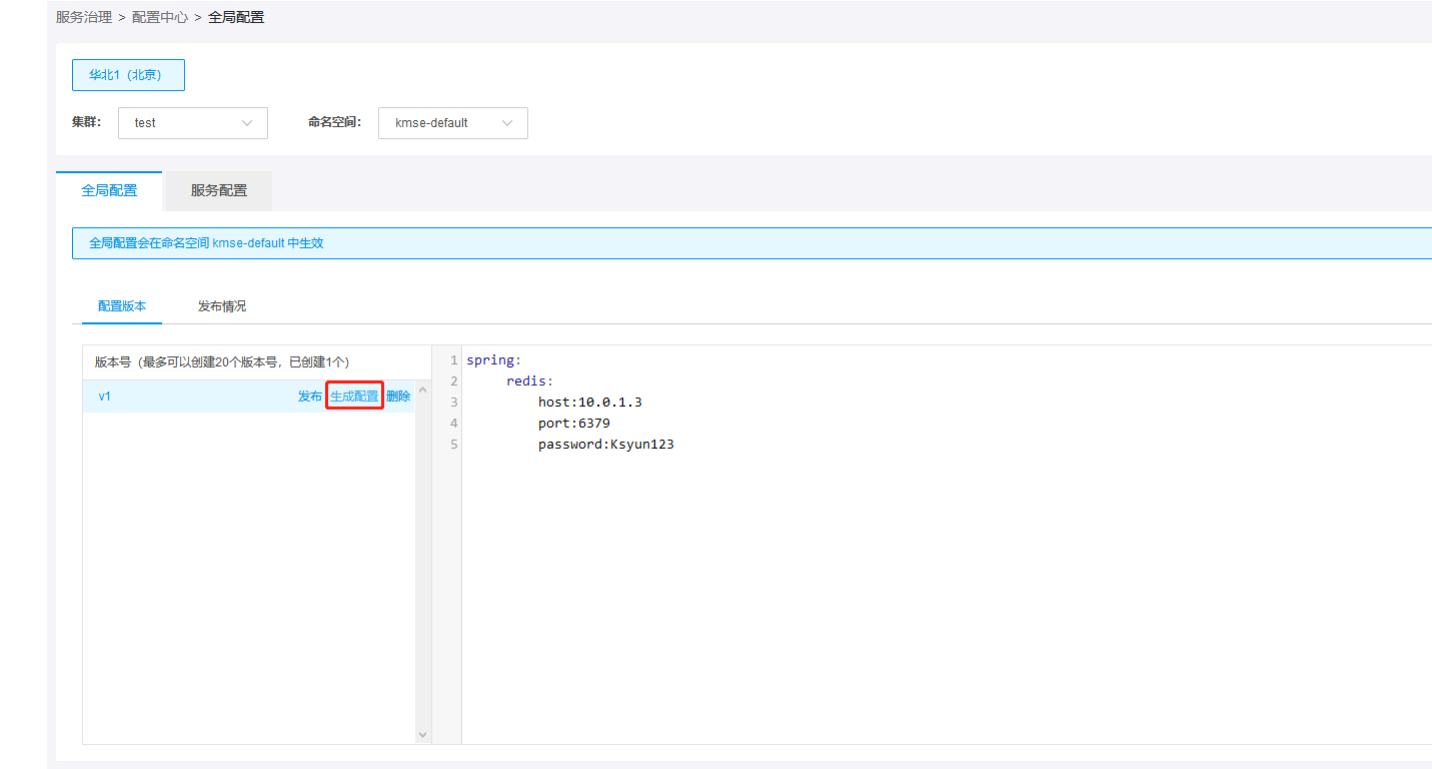 服务治理 > 配置中心 > 全局配置
华北1（北京）
集群： test 命名空间： kmse-default
全局配置 服务配置
全局配置会在命名空间 kmse-default 中生效
配置版本 发布情况
版本号（最多可以创建20个版本号，已创建1个）
v1 发布 生成配置 删除
1 spring:
2 redis:
3 host:10.0.1.3
4 port:6379
5 password:Ksyun123